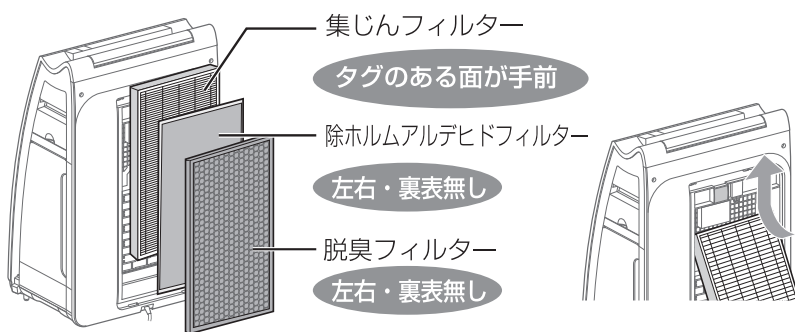 集じんフィルター
タグのある面が手前
除ホルムアルデヒドフィルター
左右・裏表無し
脱臭フィルター
左右・裏表無し